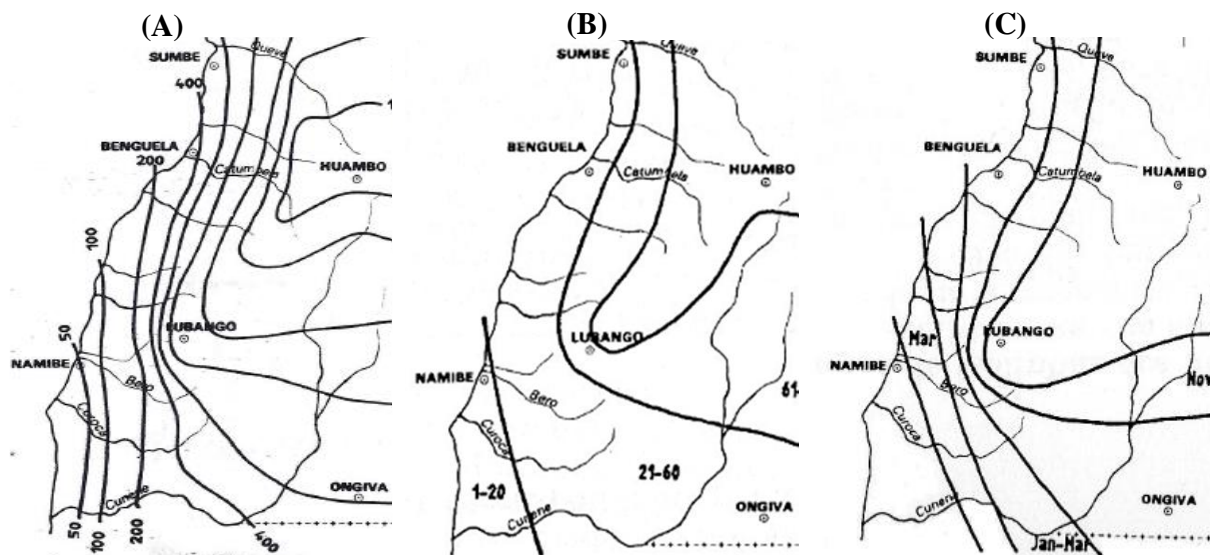 (A)
SUMBE
Queve
400
BENGUELA
200
Catumbela
HUAMBO
100
50
LUBANGO
NAMIBE
Bero
Curoca
ONGIVA
Cunene
50
100
200
400
(B)
SUMBE
Queve
BENGUELA
Catumbela
HUAMBO
LUBANGO
NAMIBE
Bero
61-
Curoca
1-20
21-60
Cunene
ONGIVA
(C)
SUMBE
Queve
BENGUELA
Catumbela
HUAMBO
Mar
LUBANGO
NAMIBE
Nov
Bero
Curoca
Cunene
ONGIVA
Jan-Mar